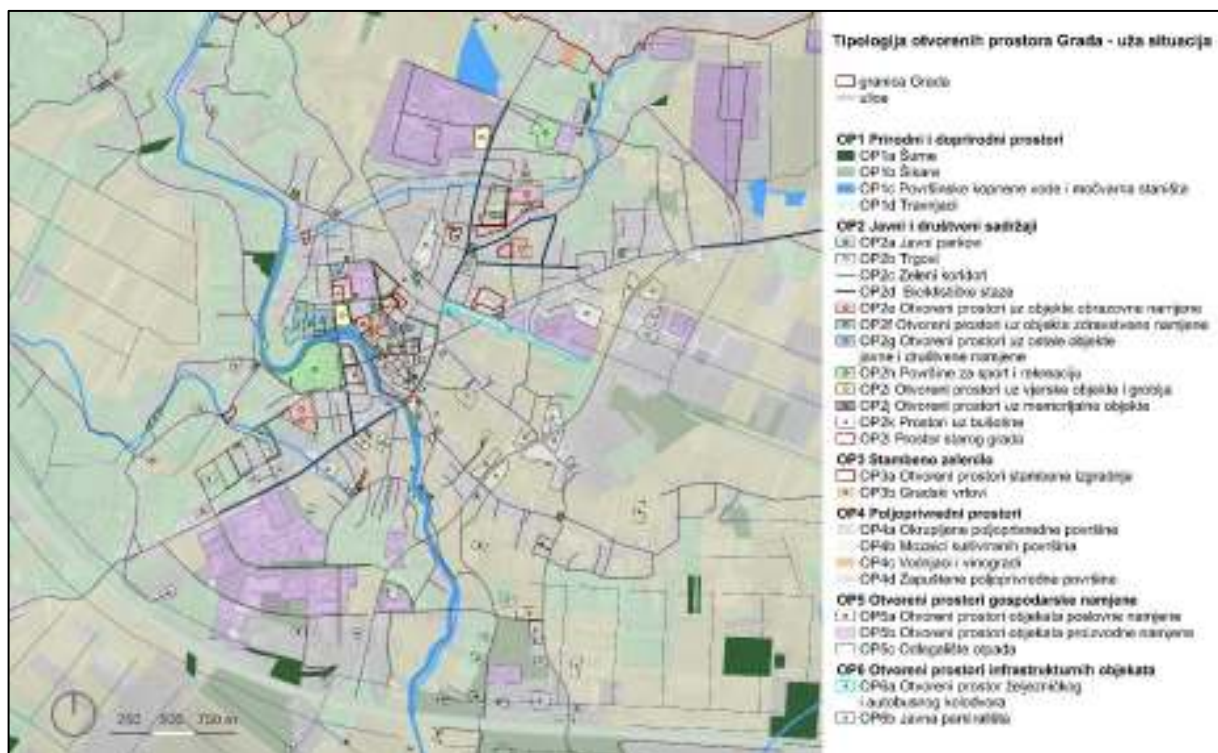 Tipologija otvorenih prostora Grada - uža situacija
granica Grada
ulice
OP1 Prirodni i doprirodni prostori
OP1a Šume
OP1b Šikare
OP1c Površinske kopnene vode i močvarna staništa
OP1d Travnjaci
OP2 Javni i društveni sadržaji
OP2a Javni parkovi
OP2b Trgovi
OP2c Zeleni koridori
OP2d Biciklističke staze
OP2e Otvoreni prostori uz objekte obrazovne namjene
OP2f Otvoreni prostori uz objekte zdravstvene namjene
OP2g Otvoreni prostori uz ostale objekte
javne i društvene namjene
OP2h Površine za sport i rekreaciju
OP2i Otvoreni prostori uz vjerske objekte i groblja
OP2j Otvoreni prostori uz memorijalne objekte
OP2k Prostori uz bušotine
OP2l Prostor starog grada
OP3 Stambeno zelenilo
OP3a Otvoreni prostori stambene izgradnje
OP3b Gradski vrtovi
OP4 Poljoprivredni prostori
OP4a Okrupljene poljoprivredne površine
OP4b Mozaici kultiviranih površina
OP4c Voćnjaci i vinogradi
OP4d Zapuštene poljoprivredne površine
OP5 Otvoreni prostori gospodarske namjene
OP5a Otvoreni prostori objekata poslovne namjene
OP5b Otvoreni prostori objekata proizvodne namjene
OP5c Odlagalište otpada
OP6 Otvoreni prostori infrastrukturnih objekata
OP6a Otvoreni prostor željezničkog
i autobusnog kolodvora
OP6b Javna parkirališta
250 500 750 m